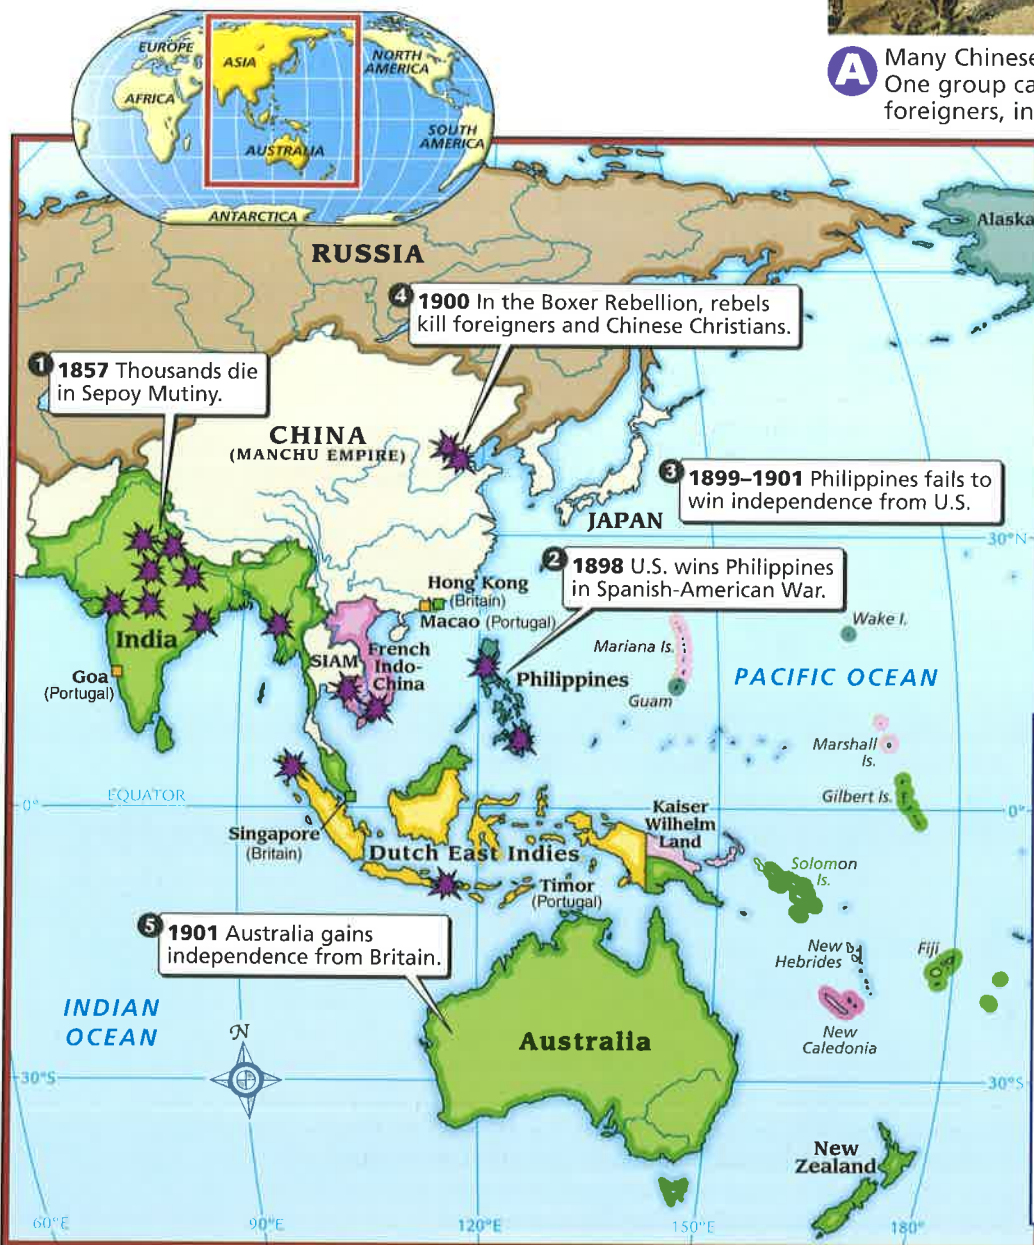 EUROPE
ASIA
NORTH
AMERICA
AFRICA
SOUTH
AMERICA
AUSTRALIA
ANTARCTICA
A
Many Chinese
One group ca
foreigners, in
Alaska
RUSSIA
4 1900 In the Boxer Rebellion, rebels
kill foreigners and Chinese Christians.
1 1857 Thousands die
in Sepoy Mutiny.
CHINA
(MANCHU EMPIRE)
3 1899–1901 Philippines fails to
win independence from U.S.
JAPAN
30°N
2 1898 U.S. wins Philippines
in Spanish-American War.
Hong Kong
(Britain)
Macao (Portugal)
Wake I.
India
Mariana Is.
SIAM
French
Indo-
China
Goa
(Portugal)
Philippines
PACIFIC OCEAN
Guam
Marshall
Is.
0°
EQUATOR
Gilbert Is.
0°
Kaiser
Wilhelm
Land
Singapore
(Britain)
Dutch East Indies
Solomon
Is.
Timor
(Portugal)
5 1901 Australia gains
independence from Britain.
New
Hebrides
Fiji
INDIAN
OCEAN
N
Australia
New
Caledonia
30°S
30°S
New
Zealand
60°E
90°E
120°E
150°E
180°